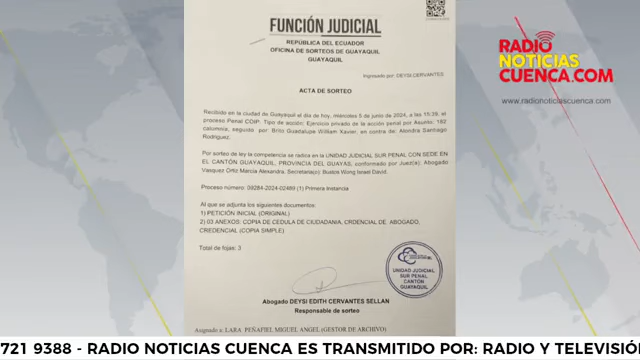 FUNCIÓN JUDICIAL
REPÚBLICA DEL ECUADOR
OFICINA DE SORTEOS DE GUAYAQUIL
GUAYAQUIL
Ingresado por: DEYSI.CERVANTES
ACTA DE SORTEO
Recibido en la ciudad de Guayaquil el día de hoy, miércoles 5 de junio de 2024, a las 15:29, el
proceso Penal COIP, Tipo de acción: Ejercicio privado de la acción penal por Asunto: 182
calumnia, seguido por: Brito Guadalupe William Xavier, en contra de: Alondra Santiago
Rodriguez.
Por sorteo de ley la competencia se radica en la UNIDAD JUDICIAL SUR PENAL CON SEDE EN
EL CANTÓN GUAYAQUIL, PROVINCIA DEL GUAYAS, conformado por Juez(a): Abogado
Vasquez Ortiz Marcia Alexandra. Secretaria(o): Bustos Wong Israel David.
Proceso número: 09284-2024-02489 (1) Primera Instancia
Al que se adjunta los siguientes documentos:
1) PETICIÓN INICIAL (ORIGINAL)
2) 03 ANEXOS: COPIA DE CEDULA DE CIUDADANIA, CRDENCIAL DE. ABOGADO,
CREDENCIAL (COPIA SIMPLE)
Total de fojas: 3
UNIDAD JUDICIAL
SUR PENAL
CANTÓN
GUAYAQUIL
Abogado DEYSI EDITH CERVANTES SELLAN
Responsable de sorteo
Asignado a: LARA PEÑAFIEL MIGUEL ANGEL (GESTOR DE ARCHIVO)
RADIO
NOTICIAS
CUENCA.COM
www.radionoticiascuenca.com
721 9388 - RADIO NOTICIAS CUENCA ES TRANSMITIDO POR: RADIO Y TELEVISIÓ